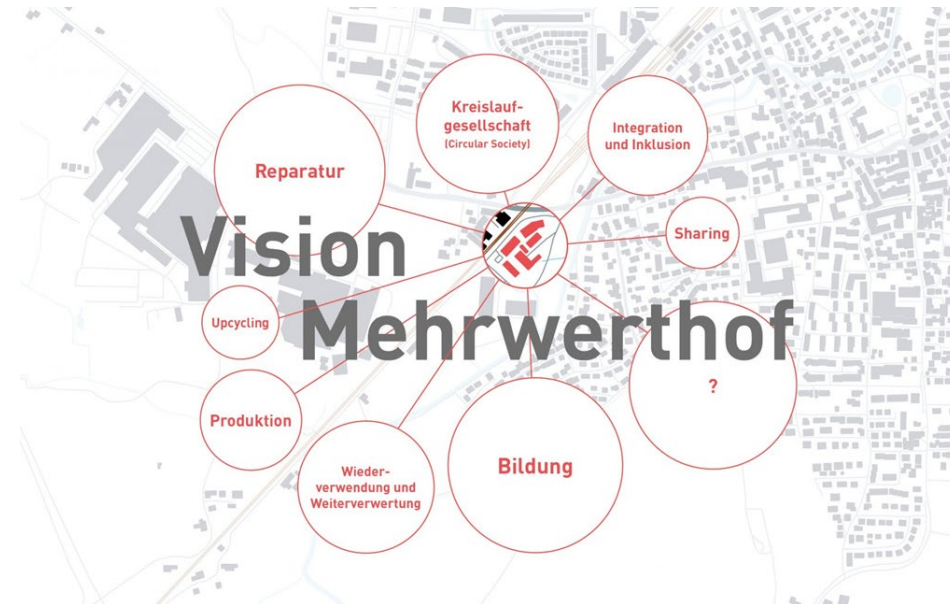 Kreislauf-
gesellschaft
(Circular Society)
Integration
und Inklusion
Reparatur
Sharing
Vision
Mehrwerthof
Upcycling
?
Produktion
Bildung
Wieder-
verwendung und
Weiterverwertung